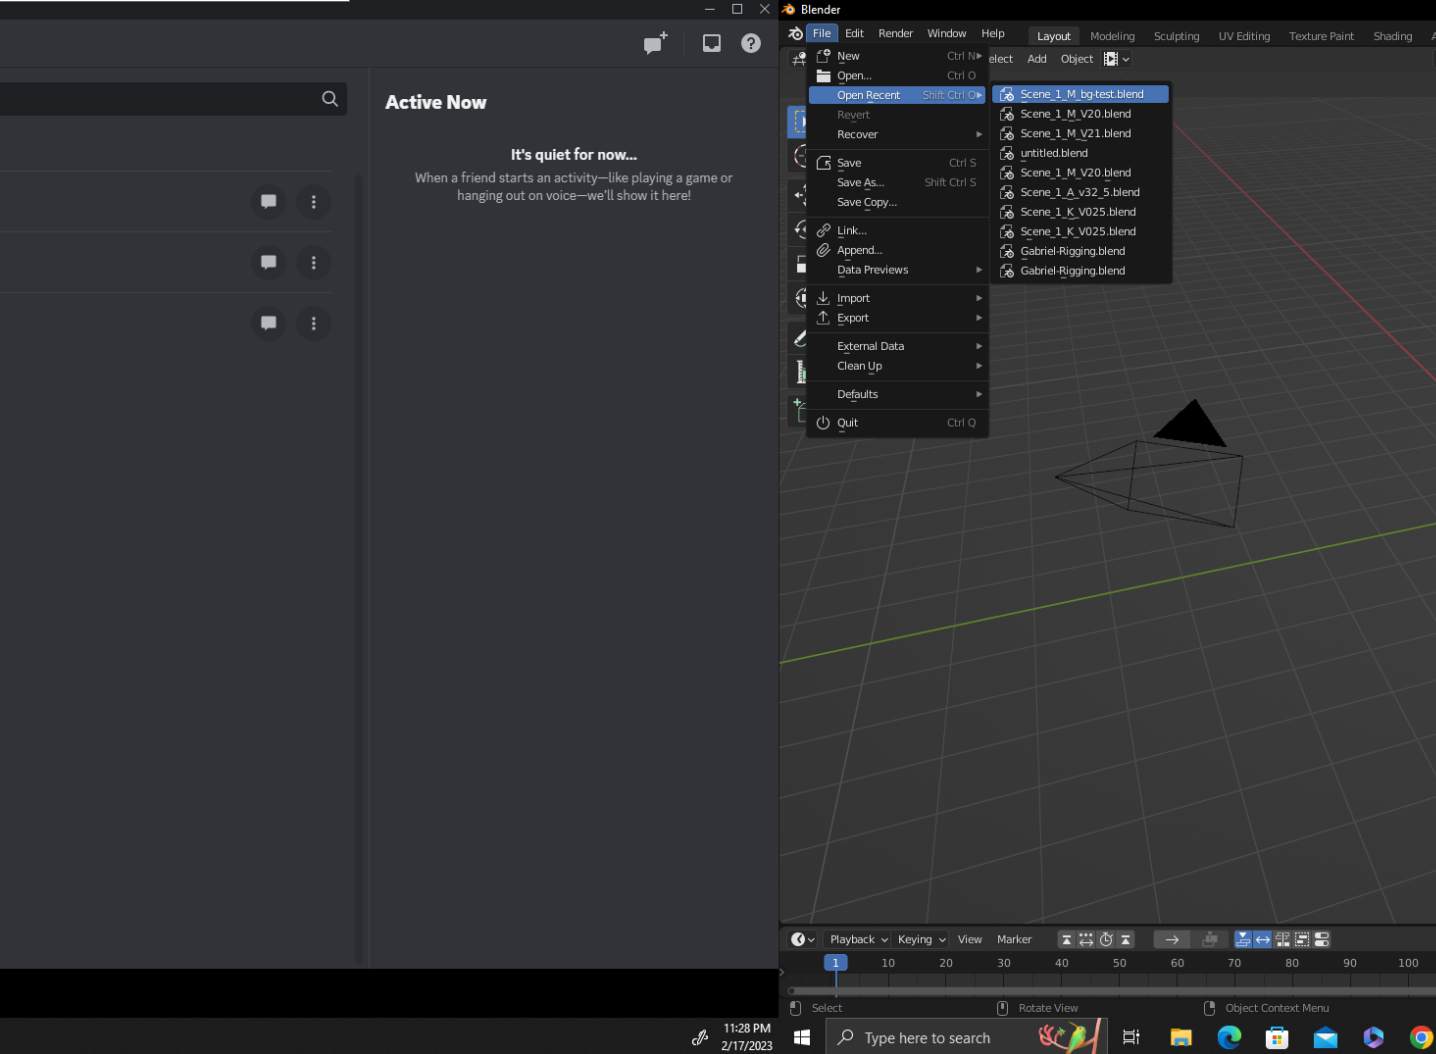 Active Now
It's quiet for now...
When a friend starts an activity—like playing a game or
hanging out on voice—we'll show it here!
11:28 PM
2/17/2023
Blender
File Edit Render Window Help
Layout Modeling Sculpting UV Editing Texture Paint Shading
elect Add Object
New Ctrl N
Open... Ctrl O
Open Recent Shift Ctrl O
Revert
Recover
Save Ctrl S
Save As... Shift Ctrl S
Save Copy...
Link...
Append...
Data Previews
Import
Export
External Data
Clean Up
Defaults
Quit Ctrl Q
Scene_1_M_bg-test.blend
Scene_1_M_V20.blend
Scene_1_M_V21.blend
untitled.blend
Scene_1_M_V20.blend
Scene_1_A_v32_5.blend
Scene_1_K_V025.blend
Scene_1_K_V025.blend
Gabriel-Rigging.blend
Gabriel-Rigging.blend
Playback Keying View Marker
1 10 20 30 40 50 60 70 80 90 100
Select Rotate View Object Context Menu
Type here to search